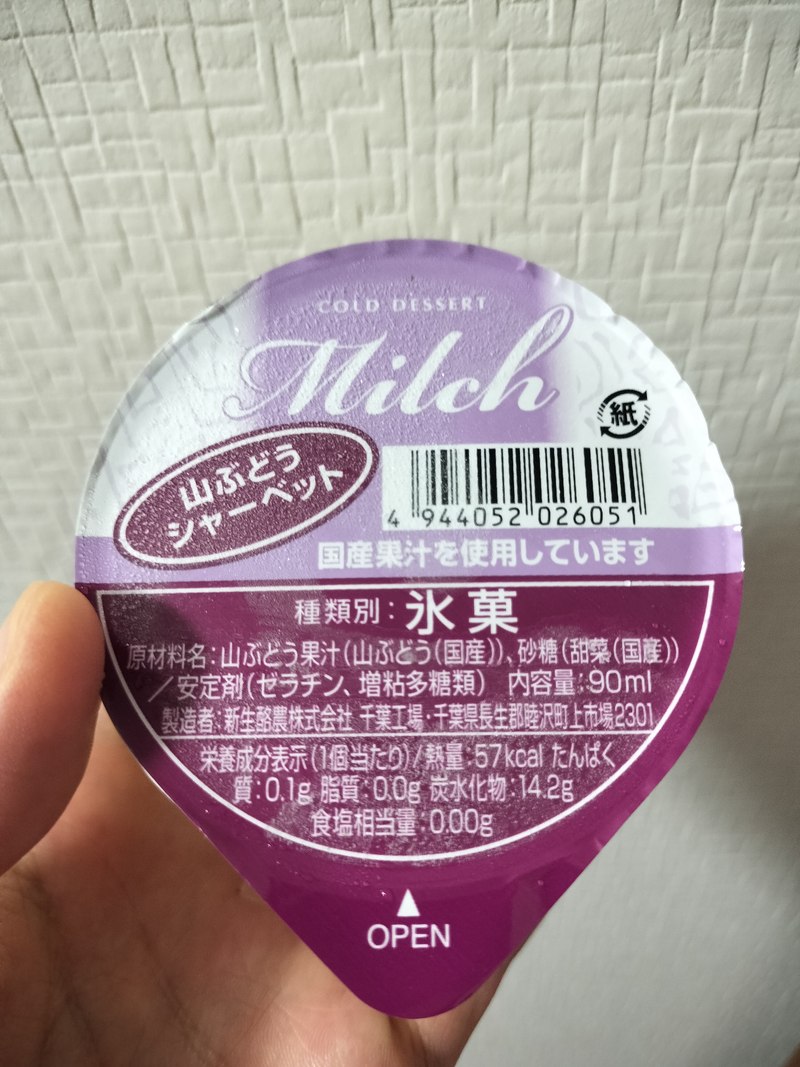 COLD DESSERT
Milch
紙
山ぶどう
シャーベット
4 944052 026051
国産果汁を使用しています
種類別：氷菓
原材料名：山ぶどう果汁（山ぶどう（国産））、砂糖（甜菜（国産））
／安定剤（ゼラチン、増粘多糖類） 内容量：90ml
製造者：新生酪農株式会社 千葉工場・千葉県長生郡睦沢町上市場2301
栄養成分表示（1個当たり）/熱量：57kcal たんぱく
質：0.1g 脂質：0.0g 炭水化物：14.2g
食塩相当量：0.00g
OPEN